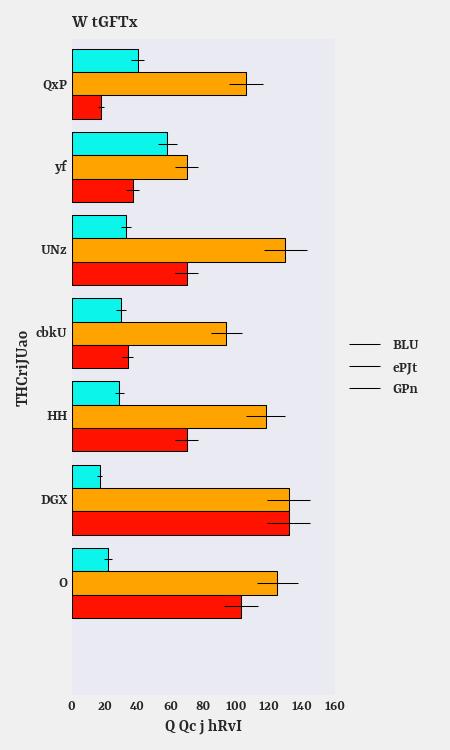 W tGFTx
QxP
yf
UNz
cbkU
HH
DGX
O
THCriJUao
0 20 40 60 80 100 120 140 160
Q Qc j hRvI
BLU
ePJt
GPn